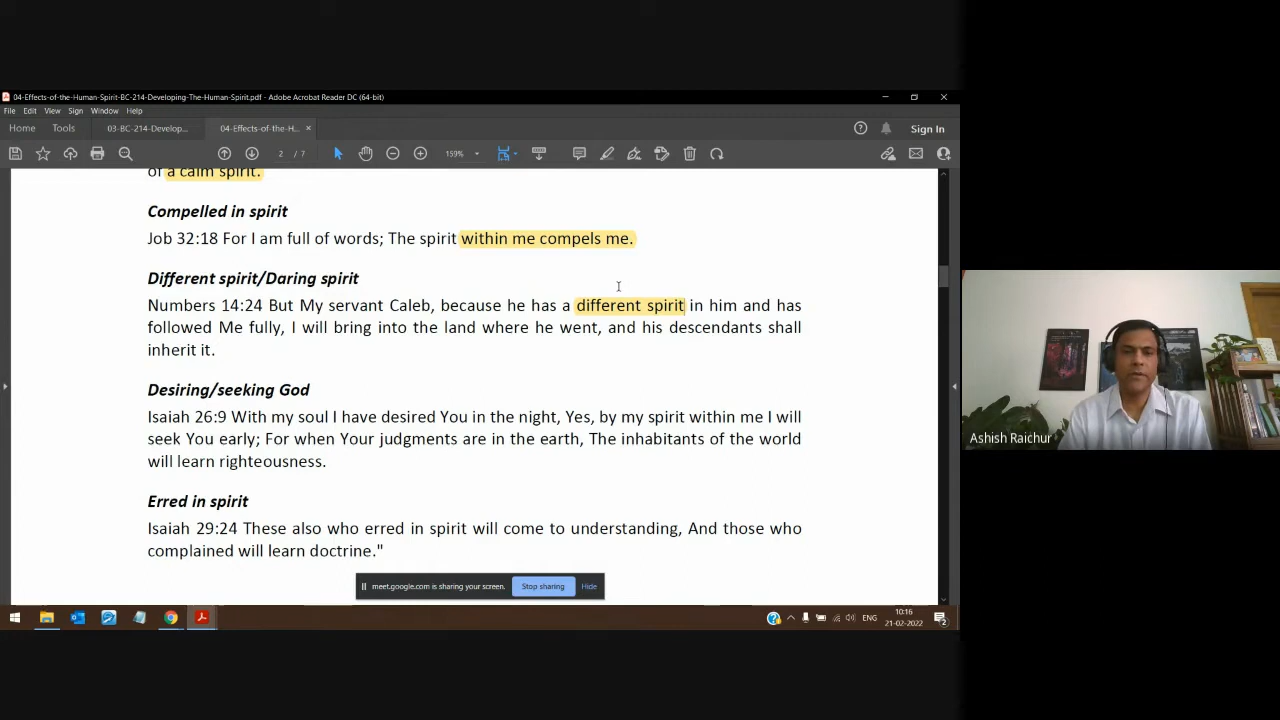 04-Effects-of-the-Human-Spirit-BC-214-Developing-The-Human-Spirit.pdf - Adobe Acrobat Reader DC (64-bit)
File Edit View Sign Window Help
Home Tools 03-BC-214-Develop... 04-Effects-of-the-H... × Sign In
2 / 7 159%
of a calm spirit.
Compelled in spirit
Job 32:18 For I am full of words; The spirit within me compels me.
Different spirit/Daring spirit
Numbers 14:24 But My servant Caleb, because he has a different spirit in him and has
followed Me fully, I will bring into the land where he went, and his descendants shall
inherit it.
Desiring/seeking God
Isaiah 26:9 With my soul I have desired You in the night, Yes, by my spirit within me I will
seek You early; For when Your judgments are in the earth, The inhabitants of the world
will learn righteousness.
Erred in spirit
Isaiah 29:24 These also who erred in spirit will come to understanding, And those who
complained will learn doctrine."
meet.google.com is sharing your screen. Stop sharing Hide
ENG 10:16
21-02-2022
2
Ashish Raichur